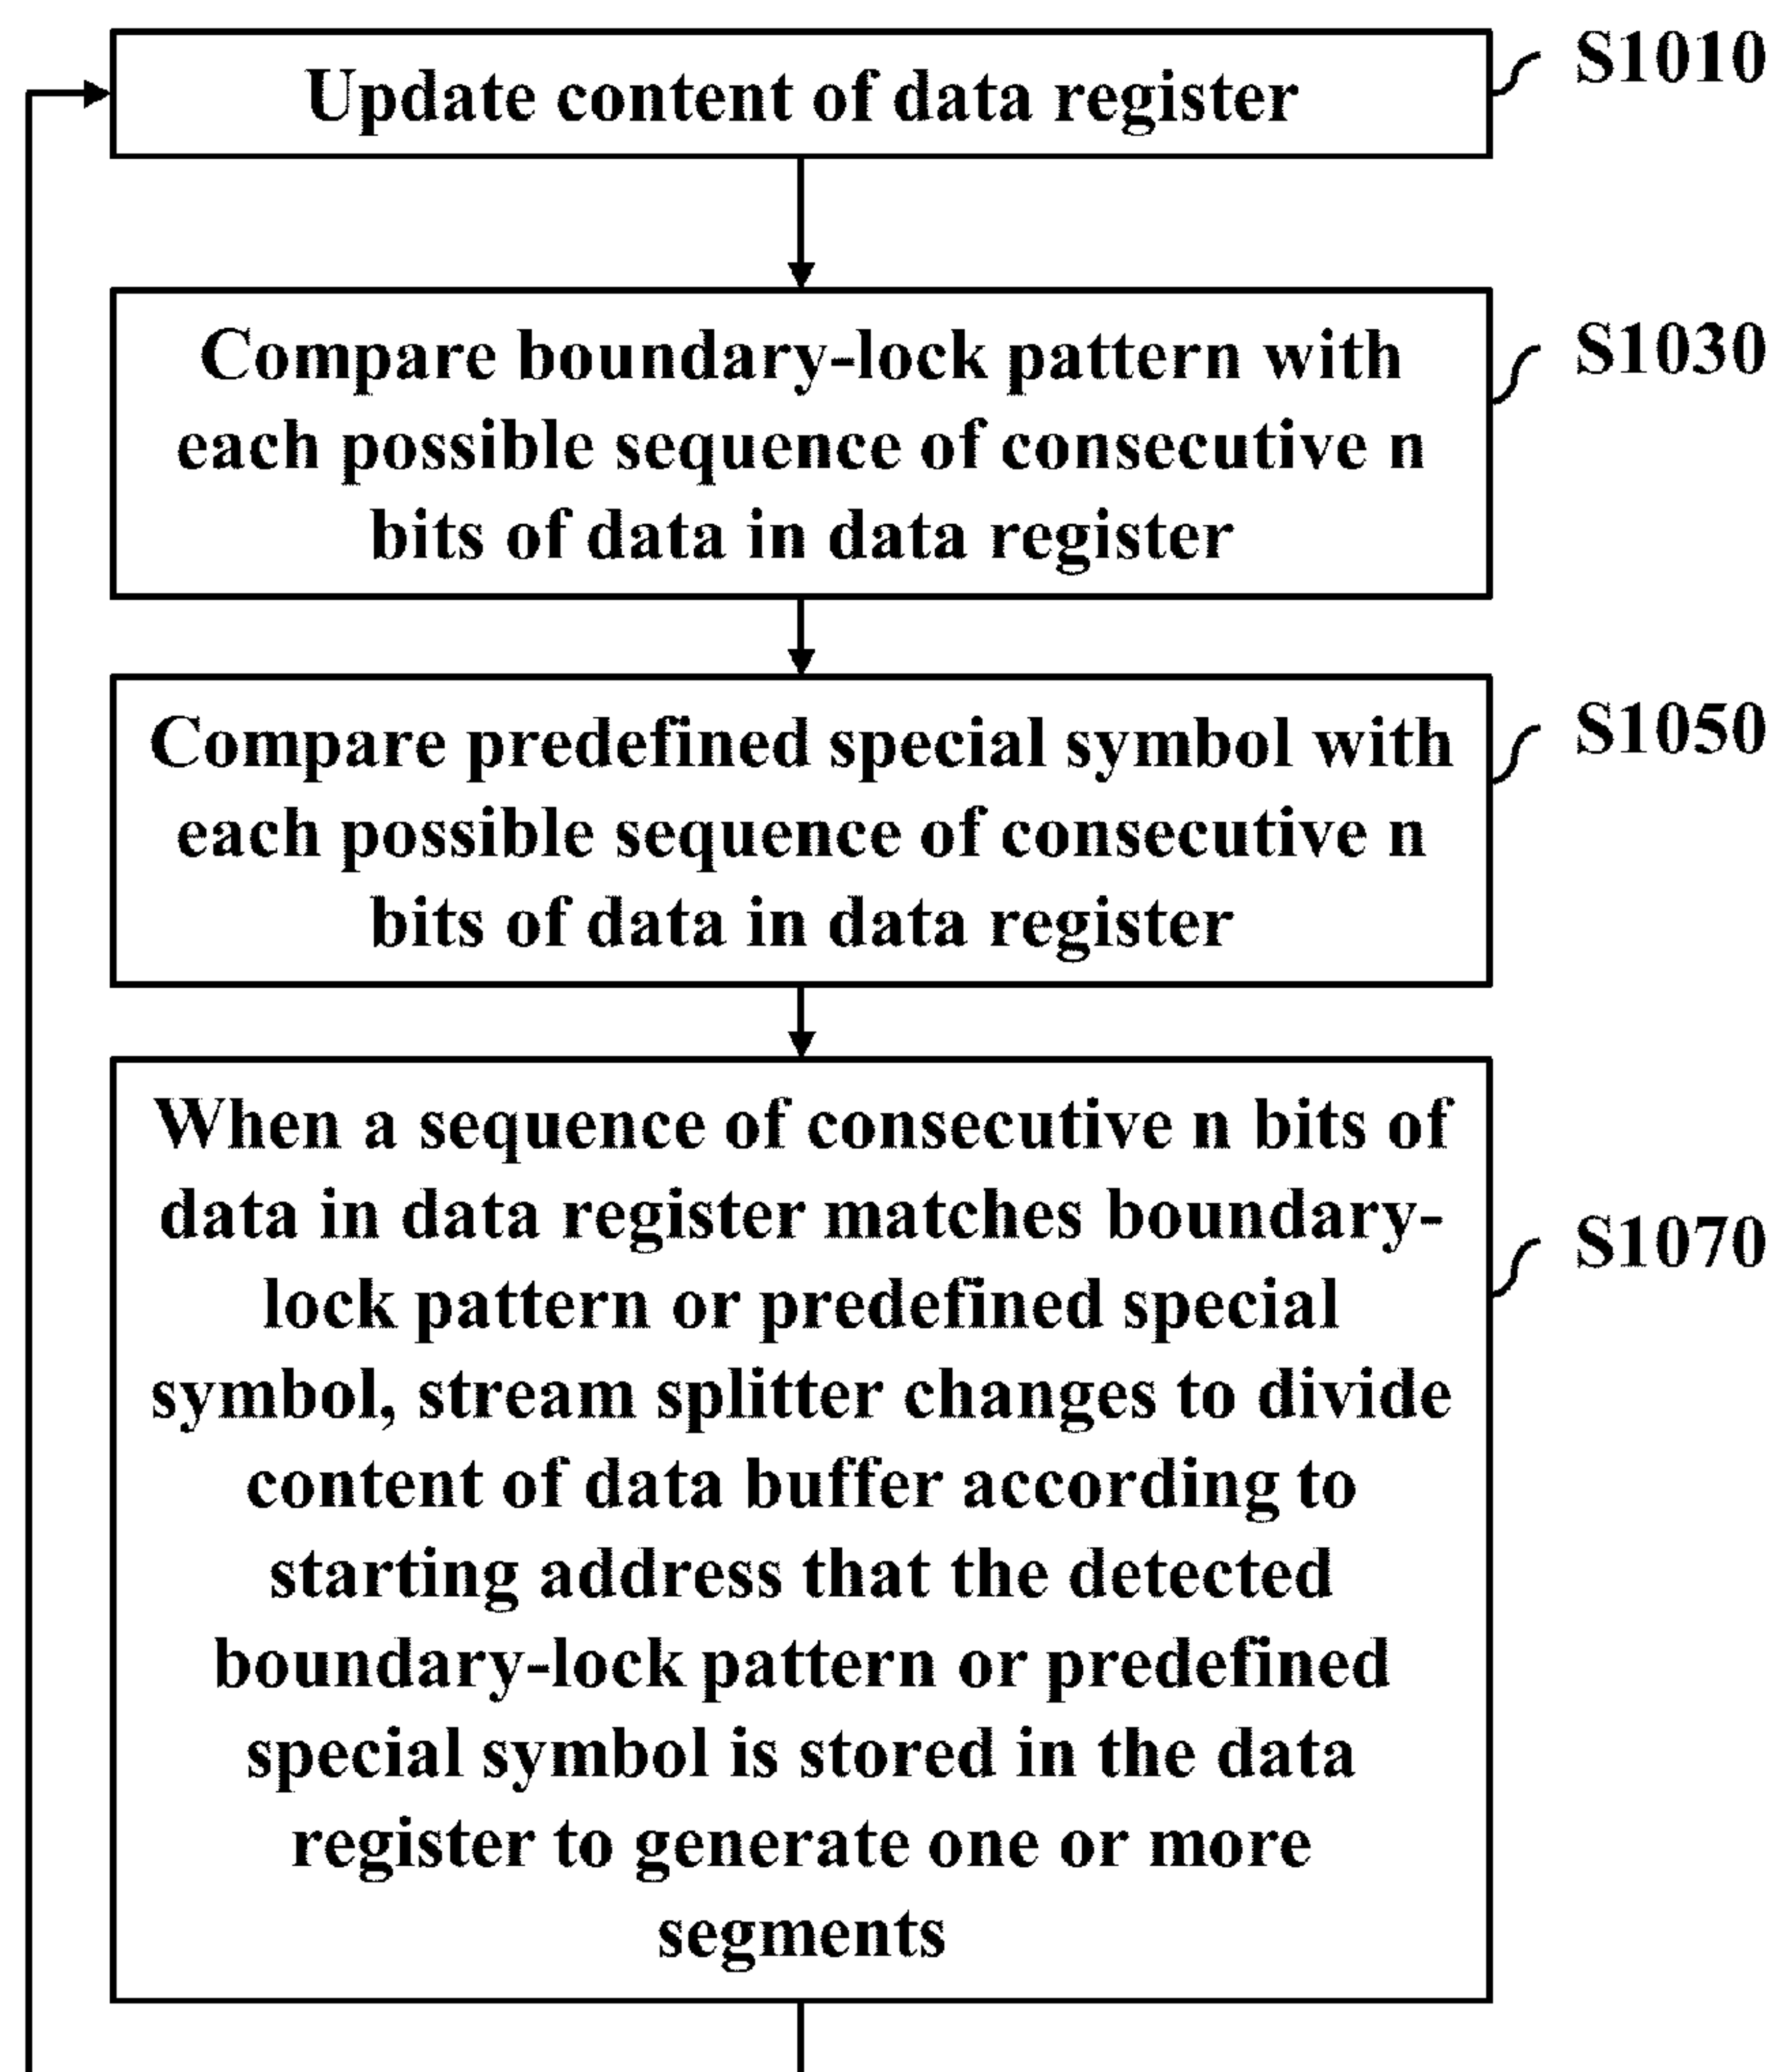 Update content of data register
S1010
Compare boundary-lock pattern with
each possible sequence of consecutive n
bits of data in data register
S1030
Compare predefined special symbol with
each possible sequence of consecutive n
bits of data in data register
S1050
When a sequence of consecutive n bits of
data in data register matches boundary-
lock pattern or predefined special
symbol, stream splitter changes to divide
content of data buffer according to
starting address that the detected
boundary-lock pattern or predefined
special symbol is stored in the data
register to generate one or more
segments
S1070